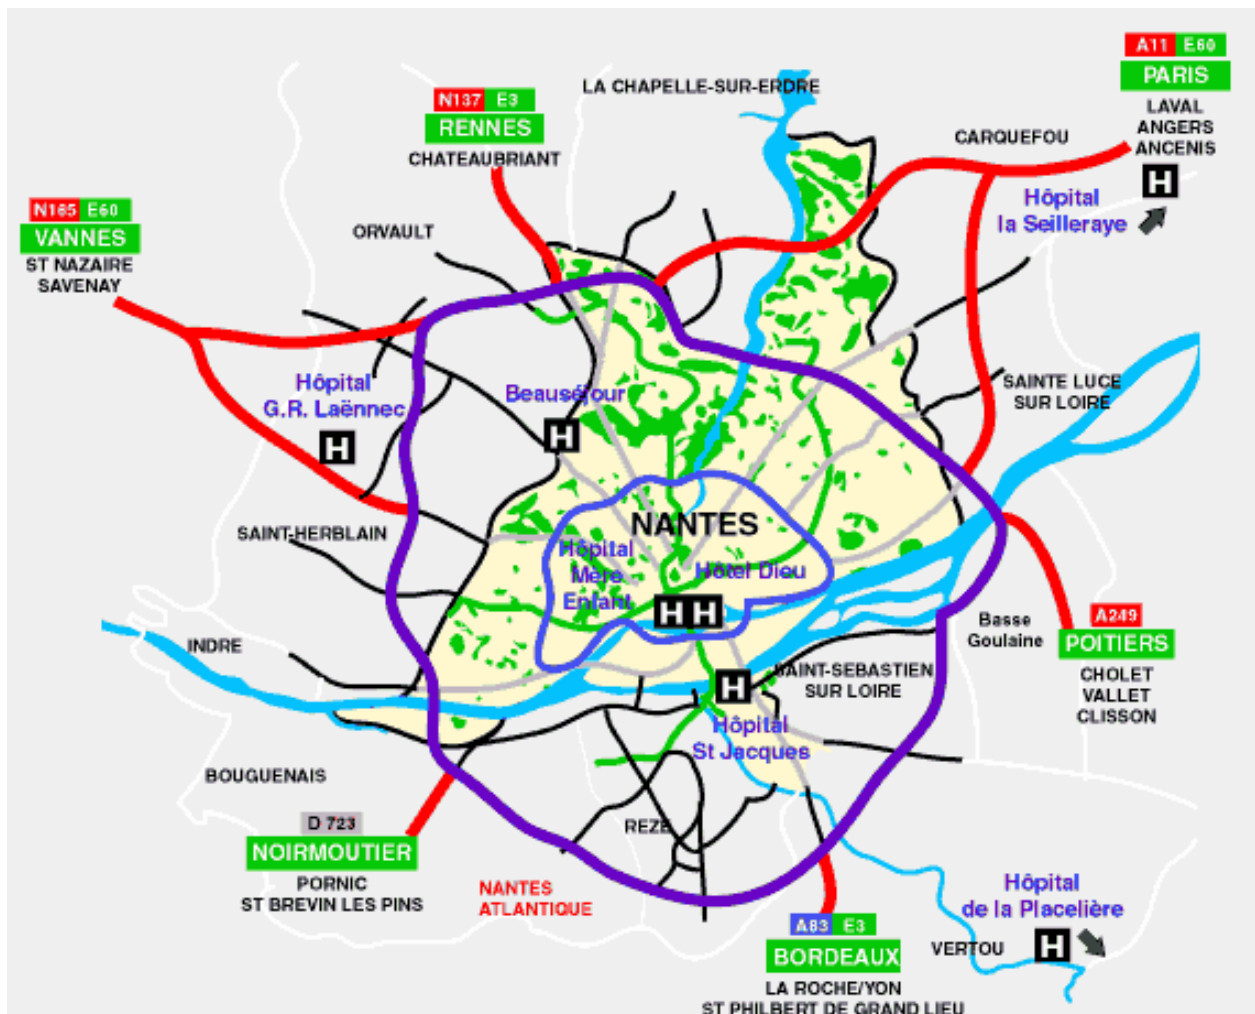 A11 E60
PARIS
LAVAL
ANGERS
ANCENIS
LA CHAPELLE-SUR-ERDRE
N137 E3
RENNES
CHATEAUBRIANT
CARQUEFOU
H
Hôpital
la Seilleraye
N165 E60
VANNES
ST NAZAIRE
SAVENAY
ORVAULT
Hôpital
G.R. Laënnec
H
Beauséjour
H
SAINTE LUCE
SUR LOIRE
NANTES
SAINT-HERBLAIN
Hôpital
Mère
Enfant
Hôtel Dieu
H H
Basse
Goulaine
A249
POITIERS
CHOLET
VALLET
CLISSON
INDRE
SAINT-SEBASTIEN
SUR LOIRE
H
Hôpital
St Jacques
BOUGUENAIS
D 723
NOIRMOUTIER
PORNIC
ST BREVIN LES PINS
REZE
NANTES
ATLANTIQUE
A83 E3
BORDEAUX
LA ROCHE/YON
ST PHILBERT DE GRAND LIEU
Hôpital
de la Placelière
VERTOU
H